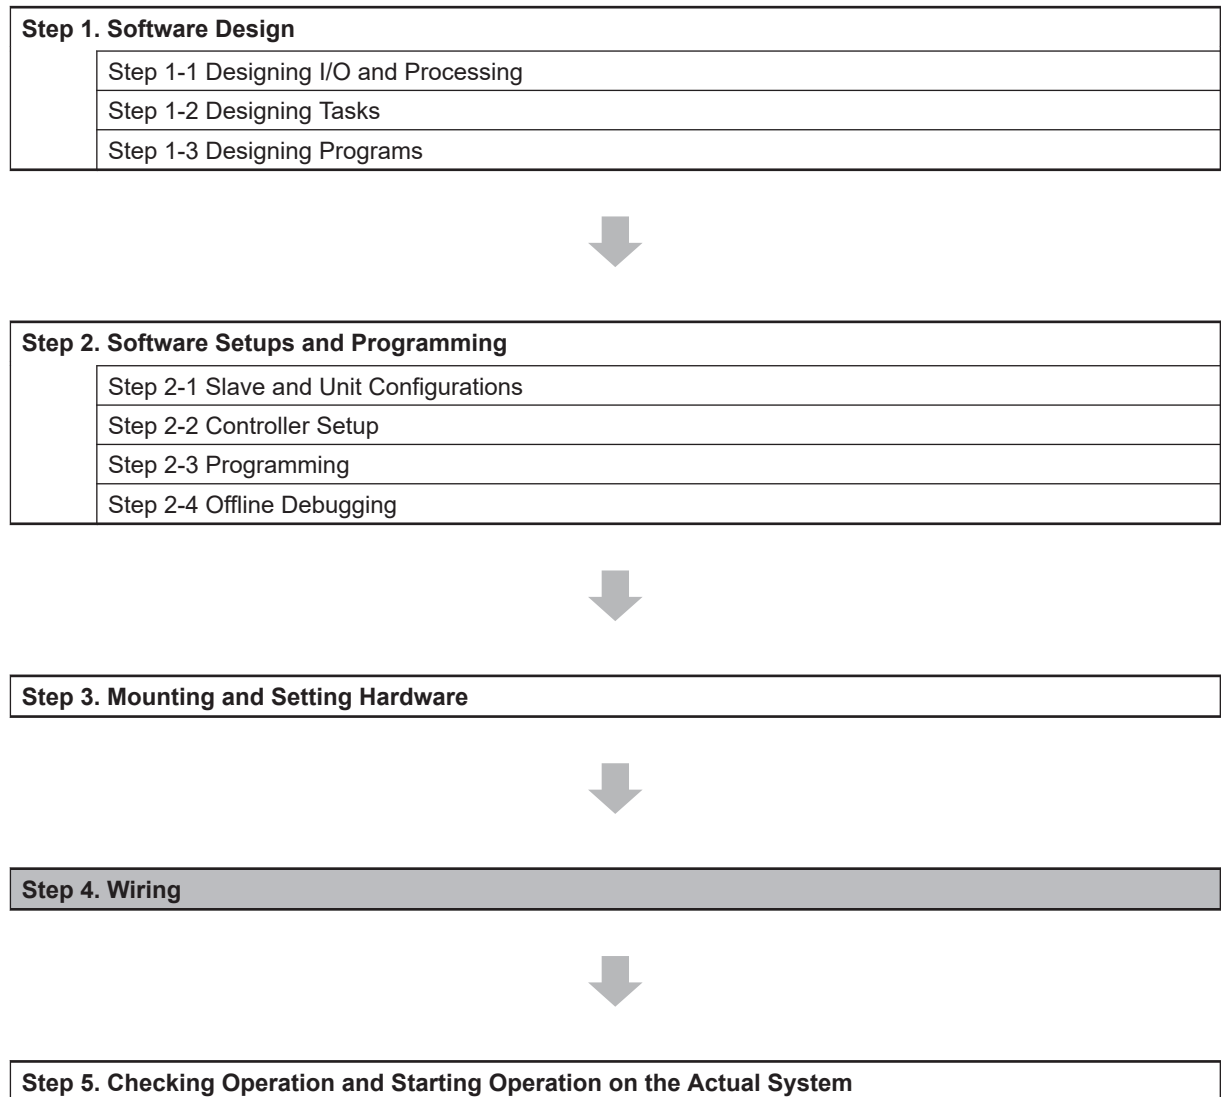 Step 1. Software Design
Step 1-1 Designing I/O and Processing
Step 1-2 Designing Tasks
Step 1-3 Designing Programs
Step 2. Software Setups and Programming
Step 2-1 Slave and Unit Configurations
Step 2-2 Controller Setup
Step 2-3 Programming
Step 2-4 Offline Debugging
Step 3. Mounting and Setting Hardware
Step 4. Wiring
Step 5. Checking Operation and Starting Operation on the Actual System